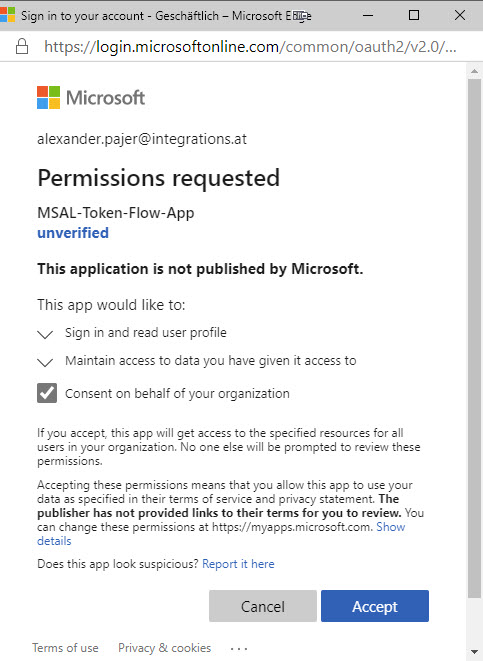 Sign in to your account - Geschäftlich – Microsoft Edge
https://login.microsoftonline.com/common/oauth2/v2.0/...
Microsoft
alexander.pajer@integrations.at
Permissions requested
MSAL-Token-Flow-App
unverified
This application is not published by Microsoft.
This app would like to:
Sign in and read user profile
Maintain access to data you have given it access to
Consent on behalf of your organization
If you accept, this app will get access to the specified resources for all
users in your organization. No one else will be prompted to review these
permissions.
Accepting these permissions means that you allow this app to use your
data as specified in their terms of service and privacy statement. The
publisher has not provided links to their terms for you to review. You
can change these permissions at https://myapps.microsoft.com. Show
details
Does this app look suspicious? Report it here
Cancel
Accept
Terms of use Privacy & cookies ...